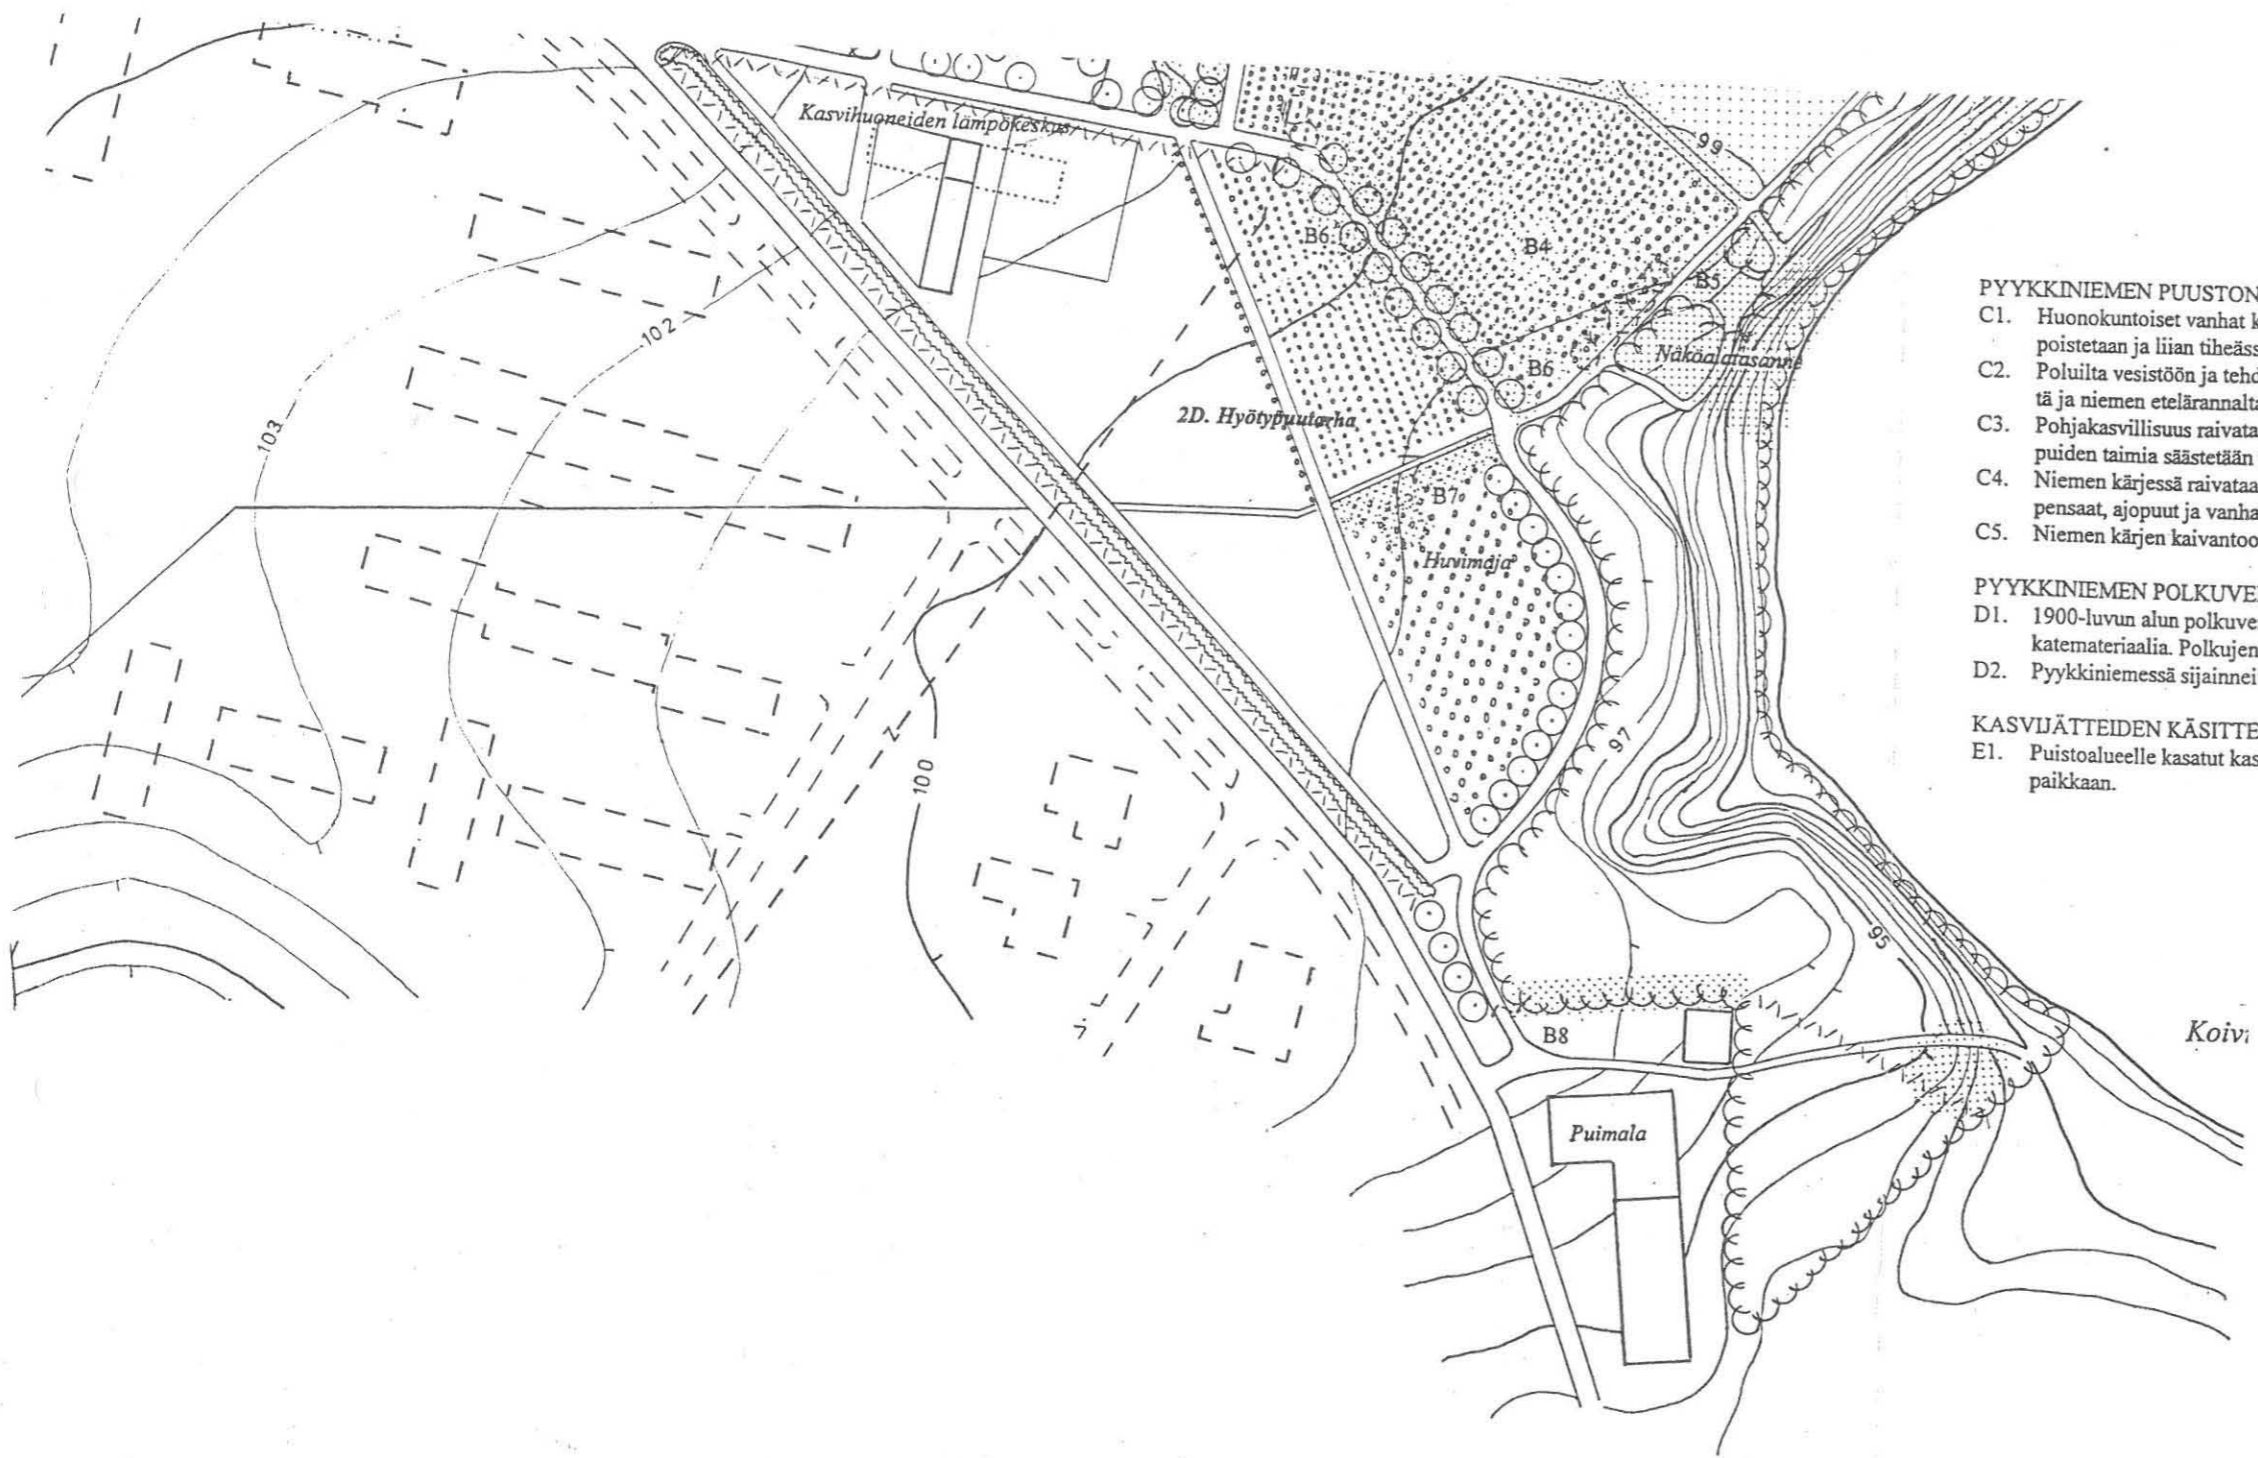 Kasvihuoneiden lämpökeskus
99
B6
B4
B5
102
Näköalatasanne
B6
2D. Hyötypuutarha
103
B7
Huvimaja
97
Z
100
95
B8
Puimala
Koivi
PYYKKINIEMEN PUUSTON
C1. Huonokuntoiset vanhat k
poistetaan ja liian tiheäss
C2. Poluilta vesistöön ja tehd
tä ja niemen etelärannalta
C3. Pohjakasvillisuus raivata
puiden taimia säästetään
C4. Niemen kärjessä raivataa
pensaat, ajopuut ja vanha
C5. Niemen kärjen kaivantoo
PYYKKINIEMEN POLKUVE
D1. 1900-luvun alun polkuve
katemateriaalia. Polkujen
D2. Pyykkiniemessä sijainnei
KASVIJÄTTEIDEN KÄSITTE
E1. Puistoalueelle kasatut kas
paikkaan.